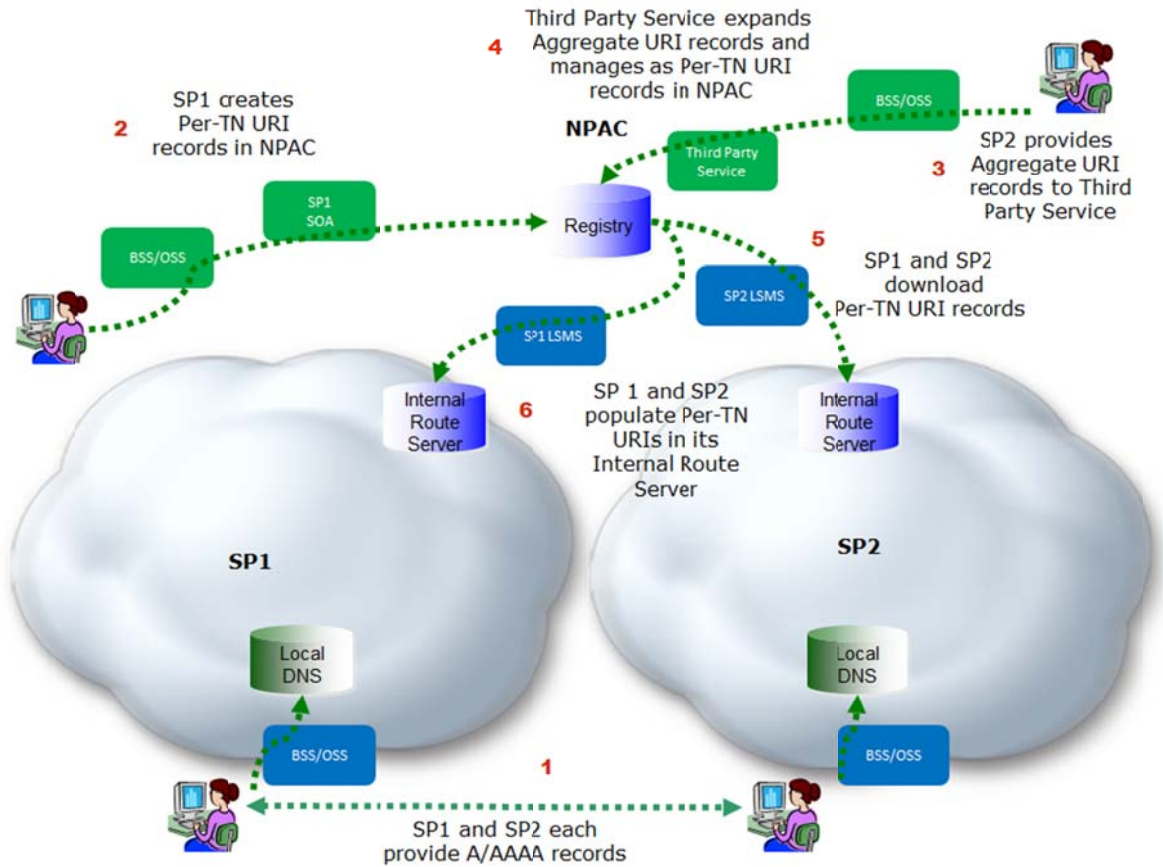 4
Third Party Service expands
Aggregate URI records and
manages as Per-TN URI
records in NPAC
2
SP1 creates
Per-TN URI
records in NPAC
NPAC
BSS/OSS
Third Party
Service
3
SP2 provides
Aggregate URI
records to Third
Party Service
SP1
SOA
BSS/OSS
Registry
5
SP1 and SP2
download
Per-TN URI records
SP2 LSMS
SP1 LSMS
Internal
Route
Server
6
SP 1 and SP2
populate Per-TN
URIs in its
Internal Route
Server
Internal
Route
Server
SP1
SP2
Local
DNS
Local
DNS
BSS/OSS
BSS/OSS
1
SP1 and SP2 each
provide A/AAAA records